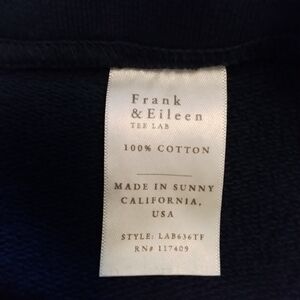 Frank
& Eileen
TEE LAB
100% COTTON
MADE IN SUNNY
CALIFORNIA,
USA
STYLE: LAB636TF
RN# 117409